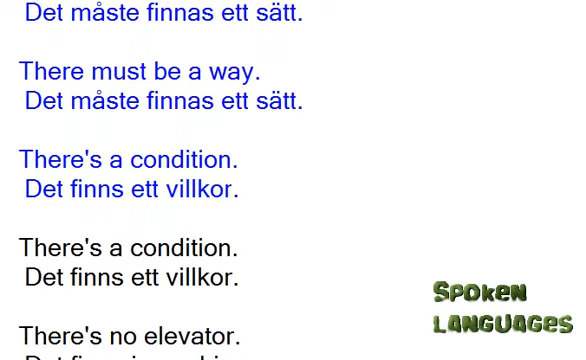 Det måste finnas ett sätt.
There must be a way.
Det måste finnas ett sätt.
There's a condition.
Det finns ett villkor.
There's a condition.
Det finns ett villkor.
There's no elevator.
Spoken
Languages